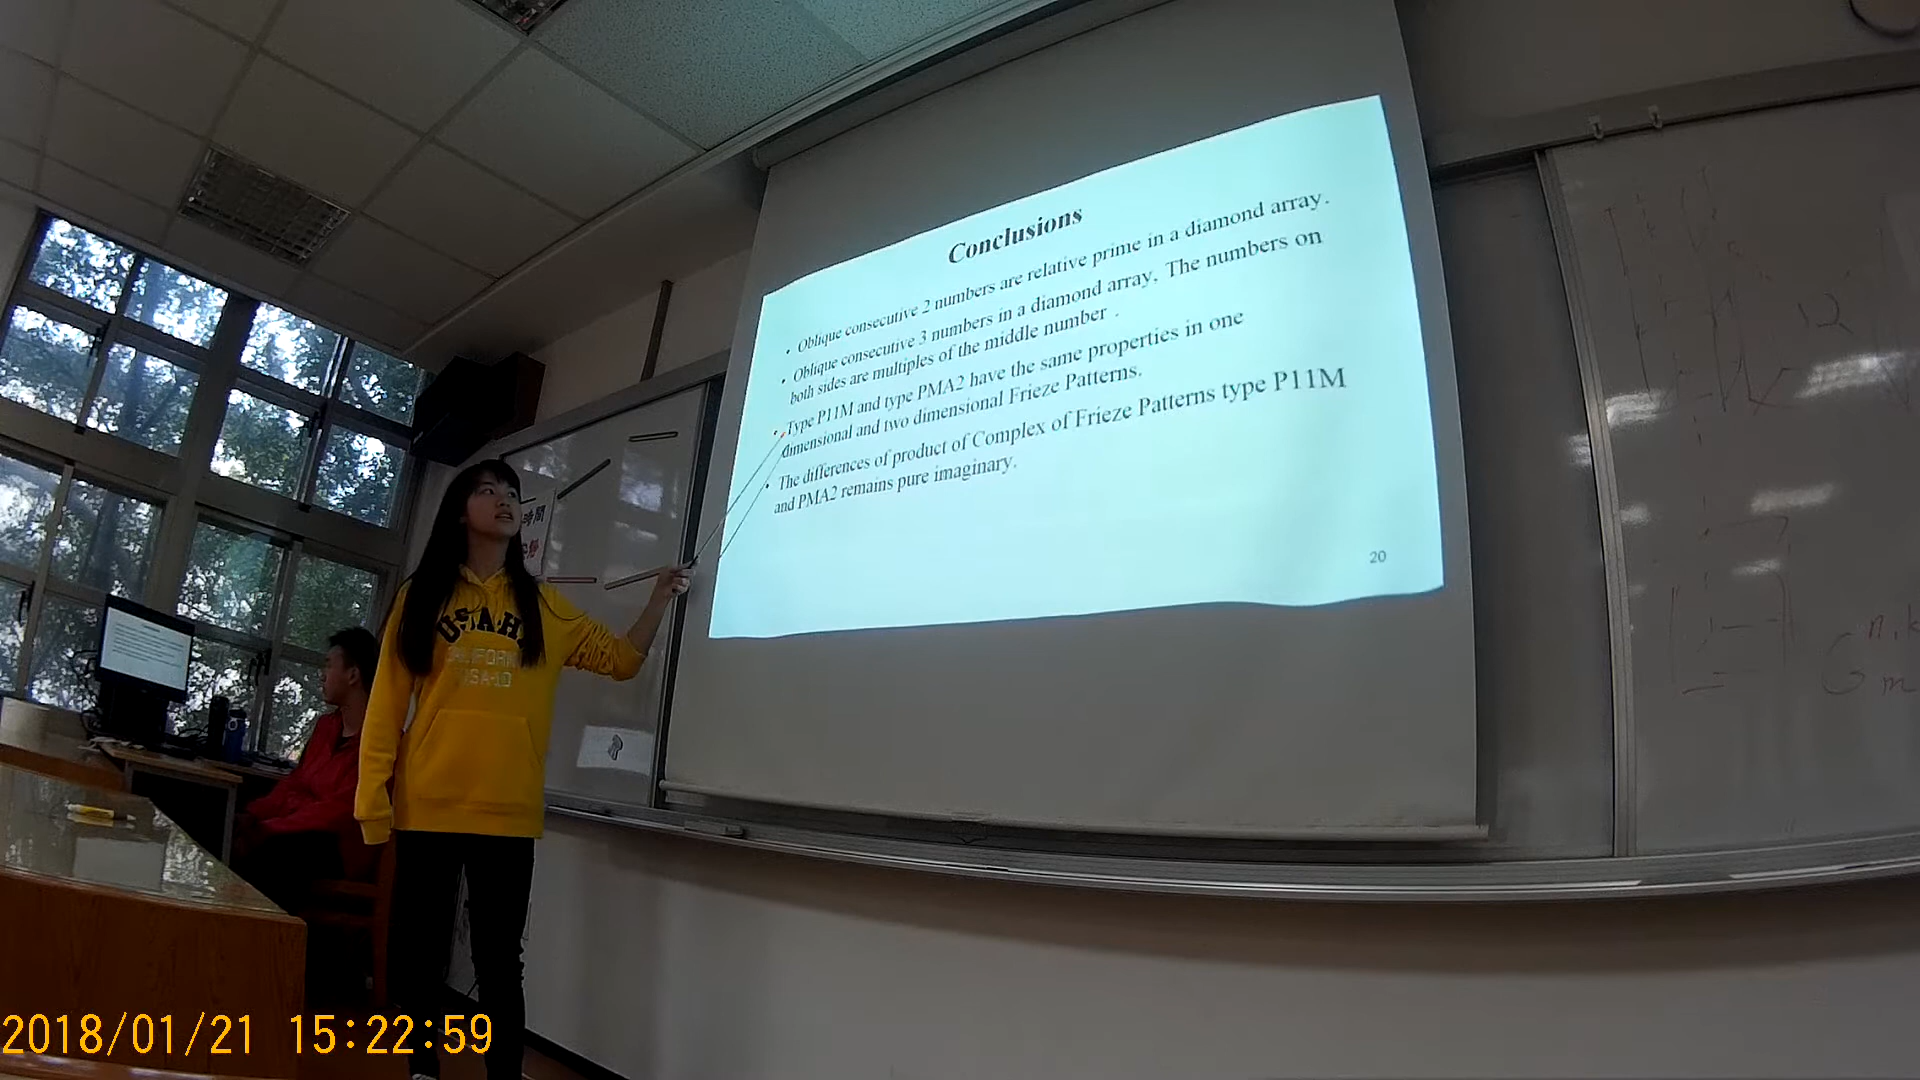 Conclusions
• Oblique consecutive 2 numbers are relative prime in a diamond array.
• Oblique consecutive 3 numbers in a diamond array, The numbers on
both sides are multiples of the middle number .
• Type P11M and type PMA2 have the same properties in one
dimensional and two dimensional Frieze Patterns.
• The differences of product of Complex of Frieze Patterns type P11M
and PMA2 remains pure imaginary.
20
時間
USA
2018/01/21 15:22:59